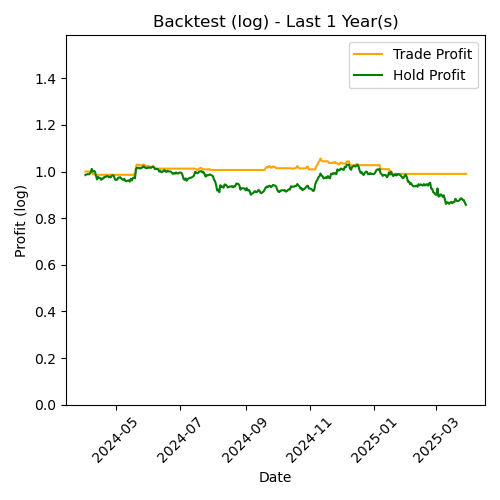 Backtest (log) - Last 1 Year(s)
Trade Profit
Hold Profit
Profit (log)
1.4
1.2
1.0
0.8
0.6
0.4
0.2
0.0
2024-05
2024-07
2024-09
2024-11
2025-01
2025-03
Date